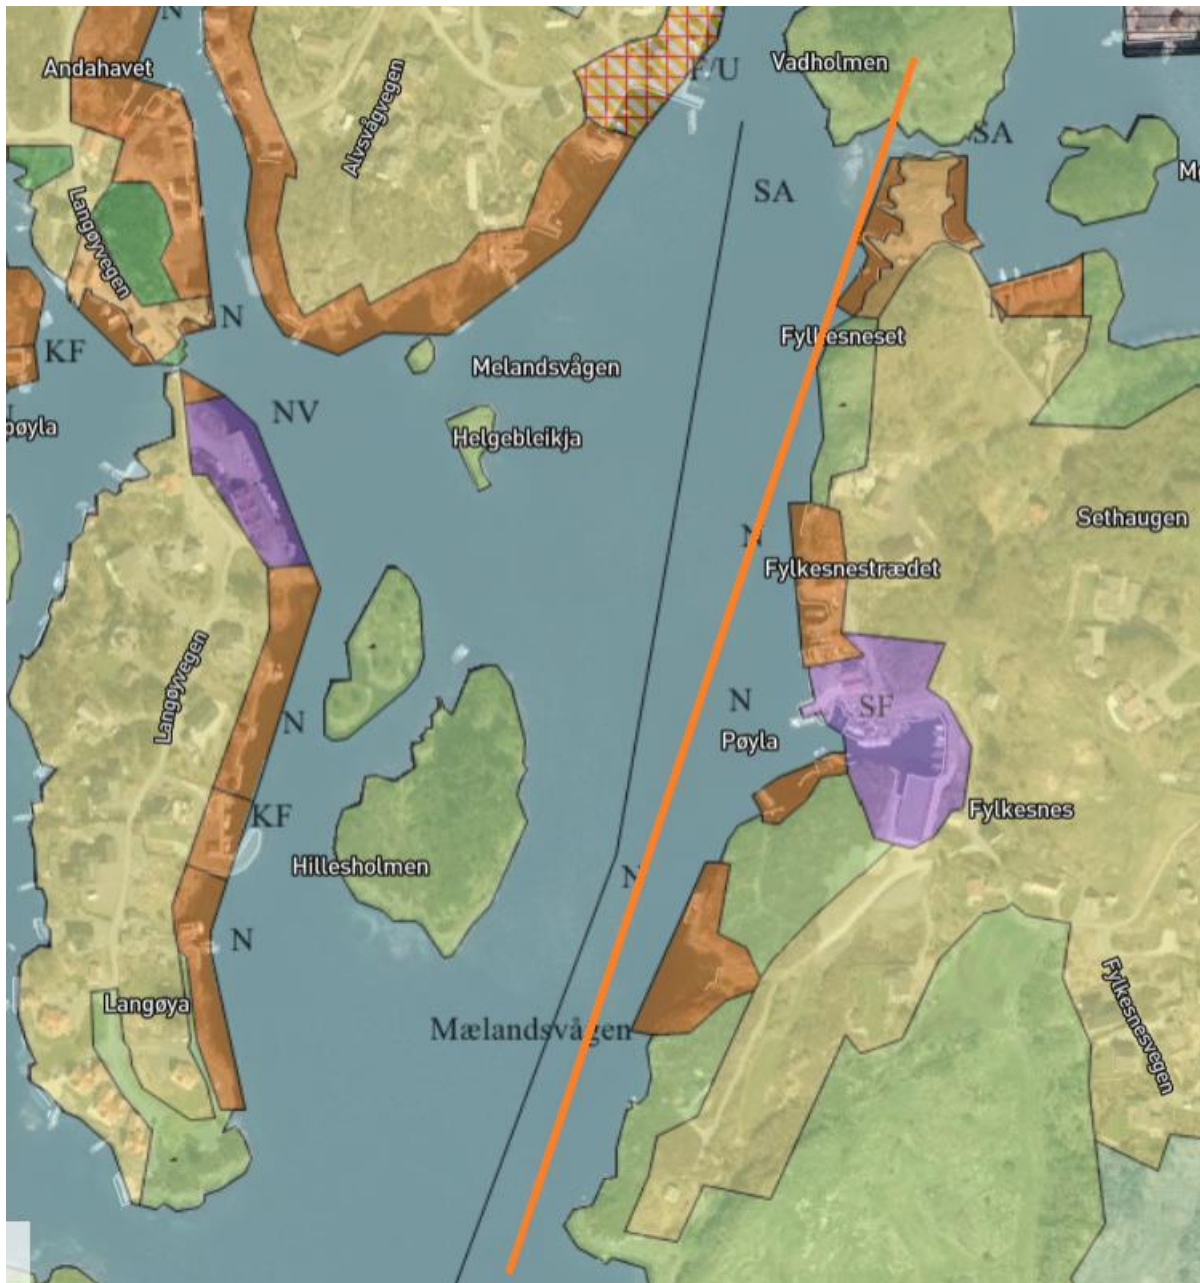 N
Andahavet
F/U
Vadholmen
Alvsvågvegen
SA
SA
Langøyvegen
N
N
KF
Fylkesneset
Melandsvågen
NV
pøyla
Helgebleikja
Sethaugen
N
Fylkesnestrædet
Langøyvegen
N
SF
N
Pøyla
KF
Fylkesnes
Hillesholmen
N
N
Langøya
Mælandsvågen
Fylkesnesvegen